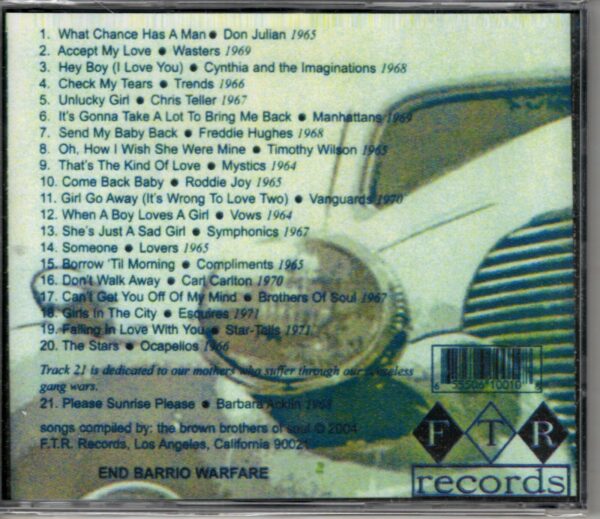 1. What Chance Has A Man ● Don Julian 1965
2. Accept My Love ● Wasters 1969
3. Hey Boy (I Love You) ● Cynthia and the Imaginations 1968
4. Check My Tears ● Trends 1966
5. Unlucky Girl ● Chris Teller 1967
6. It's Gonna Take A Lot To Bring Me Back ● Manhattans 1969
7. Send My Baby Back ● Freddie Hughes 1968
8. Oh, How I Wish She Were Mine ● Timothy Wilson 1965
9. That's The Kind Of Love ● Mystics 1964
10. Come Back Baby ● Roddie Joy 1965
11. Girl Go Away (It's Wrong To Love Two) ● Vanguards 1970
12. When A Boy Loves A Girl ● Vows 1964
13. She's Just A Sad Girl ● Symphonics 1967
14. Someone ● Lovers 1965
15. Borrow 'Til Morning ● Compliments 1965
16. Don't Walk Away ● Carl Carlton 1970
17. Can't Get You Off Of My Mind ● Brothers Of Soul 1967
18. Girls In The City ● Esquires 1971
19. Falling In Love With You ● Star-Tells 1971
20. The Stars ● Ocapellos 1966
Track 21 is dedicated to our mothers who suffer through our senseless
gang wars.
21. Please Sunrise Please ● Barbara Acklin 1968
songs compiled by: the brown brothers of soul © 2004
F.T.R. Records, Los Angeles, California 90021
END BARRIO WARFARE
F T R
records